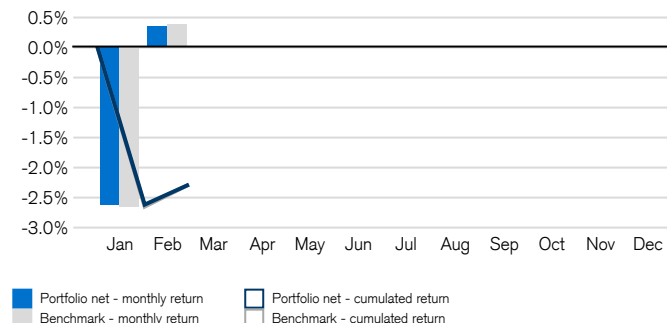 0.5%
0.0%
-0.5%
-1.0%
-1.5%
-2.0%
-2.5%
-3.0%
Jan Feb Mar Apr May Jun Jul Aug Sep Oct Nov Dec
Portfolio net - monthly return Portfolio net - cumulated return
Benchmark - monthly return Benchmark - cumulated return